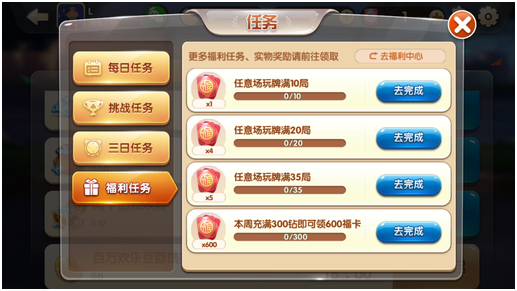 任务
每日任务
挑战任务
三日任务
福利任务
更多福利任务、实物奖励请前往领取
去福利中心
任意场玩牌满10局
0/10
x1
去完成
任意场玩牌满20局
0/20
x4
去完成
任意场玩牌满35局
0/35
x5
去完成
本周充满300钻即可领600福卡
0/300
x600
去完成